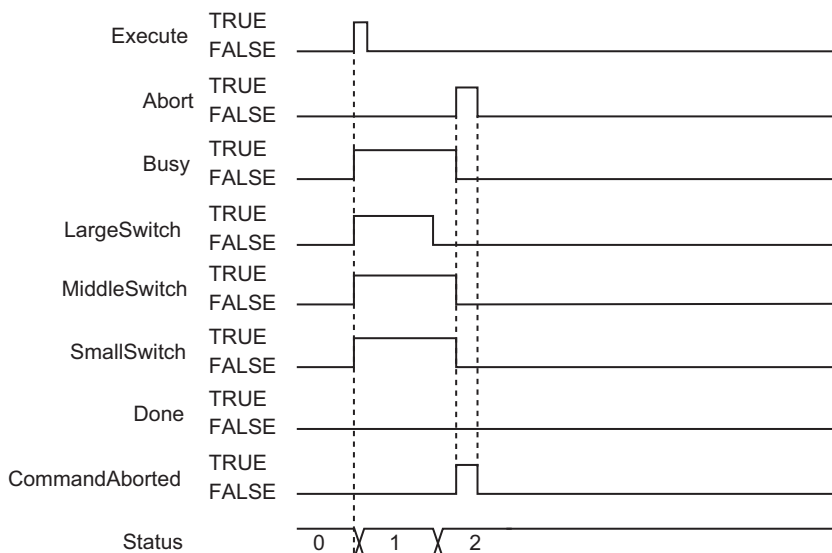 Execute TRUE
FALSE
Abort TRUE
FALSE
Busy TRUE
FALSE
LargeSwitch TRUE
FALSE
MiddleSwitch TRUE
FALSE
SmallSwitch TRUE
FALSE
Done TRUE
FALSE
CommandAborted TRUE
FALSE
Status 0 1 2